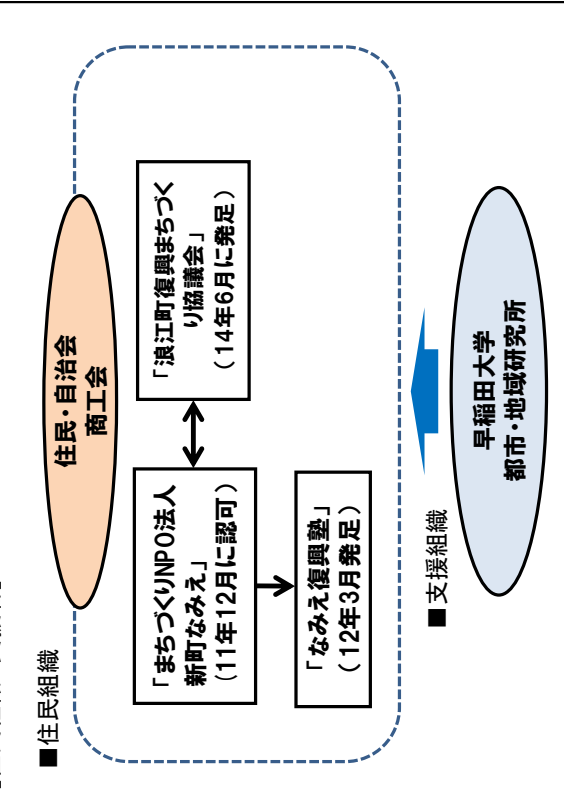 ■住民組織
住民・自治会
商工会
「まちづくりNPO法人
新町なみえ」
(11年12月に認可)
「浪江町復興まちづく
り協議会」
(14年6月に発足)
「なみえ復興塾」
(12年3月発足)
■支援組織
早稲田大学
都市・地域研究所